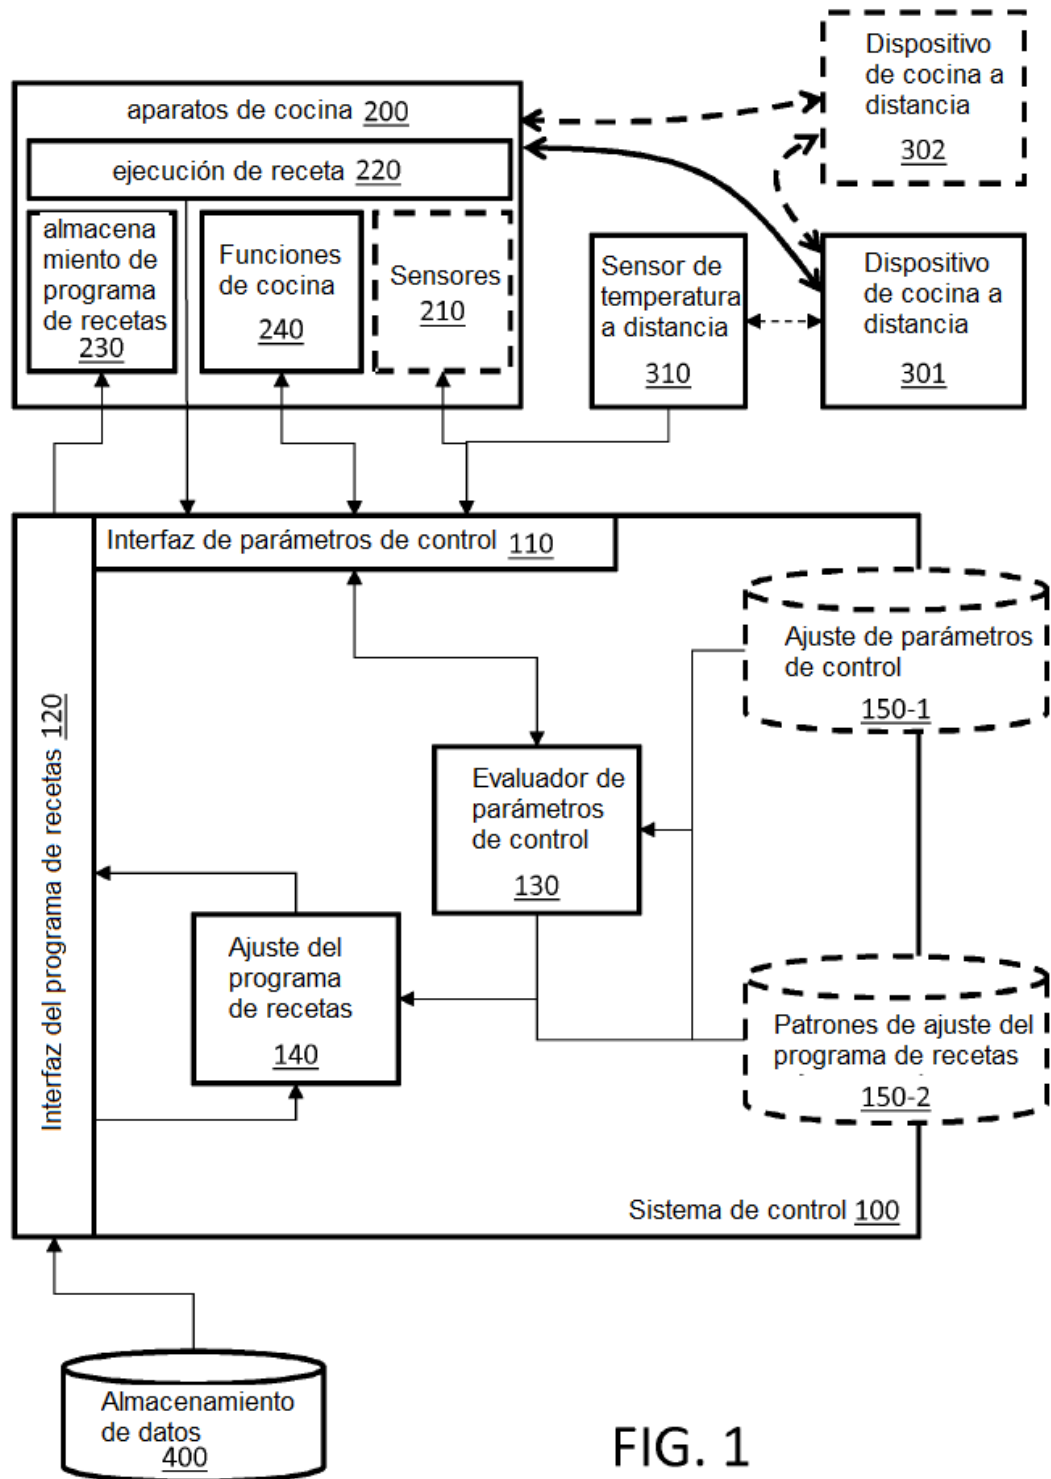 Dispositivo
de cocina a
distancia
302
aparatos de cocina 200
ejecución de receta 220
almacena
miento de
programa
de recetas
230
Funciones
de cocina
240
Sensores
210
Sensor de
temperatura
a distancia
310
Dispositivo
de cocina a
distancia
301
Interfaz de parámetros de control 110
Interfaz del programa de recetas 120
Ajuste de parámetros
de control
150-1
Evaluador de
parámetros
de control
130
Ajuste del
programa
de recetas
140
Patrones de ajuste del
programa de recetas
150-2
Sistema de control 100
Almacenamiento
de datos
400
FIG. 1